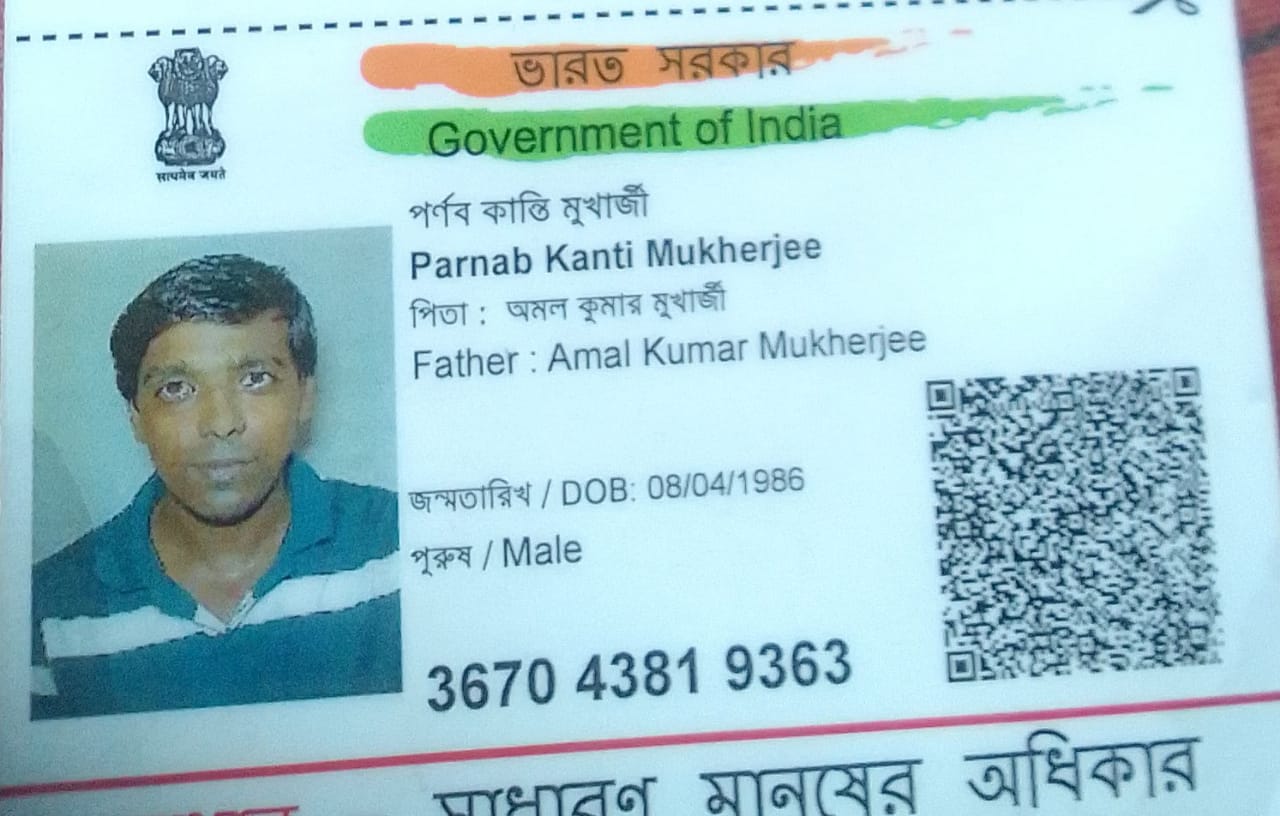 ভারত সরকার
Government of India
सत्यमेव जयते
পর্ণব কান্তি মুখার্জী
Parnab Kanti Mukherjee
পিতা : অমল কুমার মুখার্জী
Father : Amal Kumar Mukherjee
জন্মতারিখ / DOB: 08/04/1986
পুরুষ / Male
3670 4381 9363
সাধারণ মানুষের অধিকার